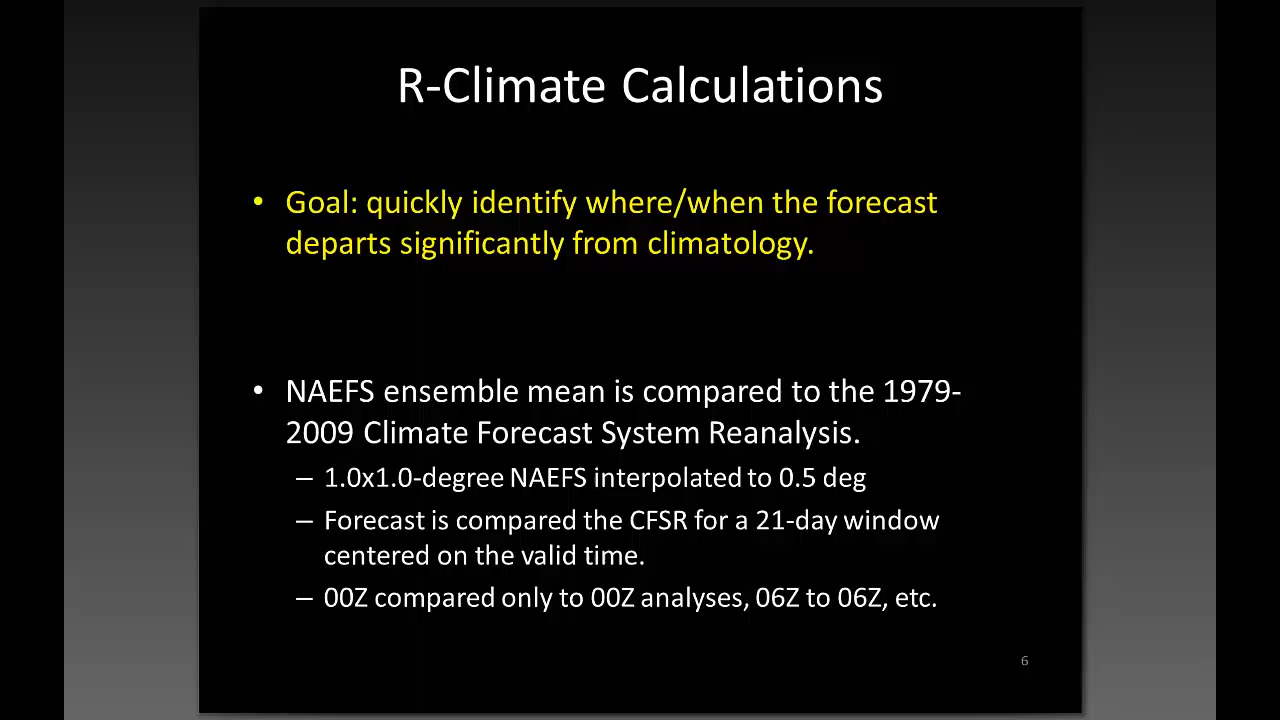 R-Climate Calculations
• Goal: quickly identify where/when the forecast
departs significantly from climatology.
• NAEFS ensemble mean is compared to the 1979-
2009 Climate Forecast System Reanalysis.
– 1.0x1.0-degree NAEFS interpolated to 0.5 deg
– Forecast is compared the CFSR for a 21-day window
centered on the valid time.
– 00Z compared only to 00Z analyses, 06Z to 06Z, etc.
6